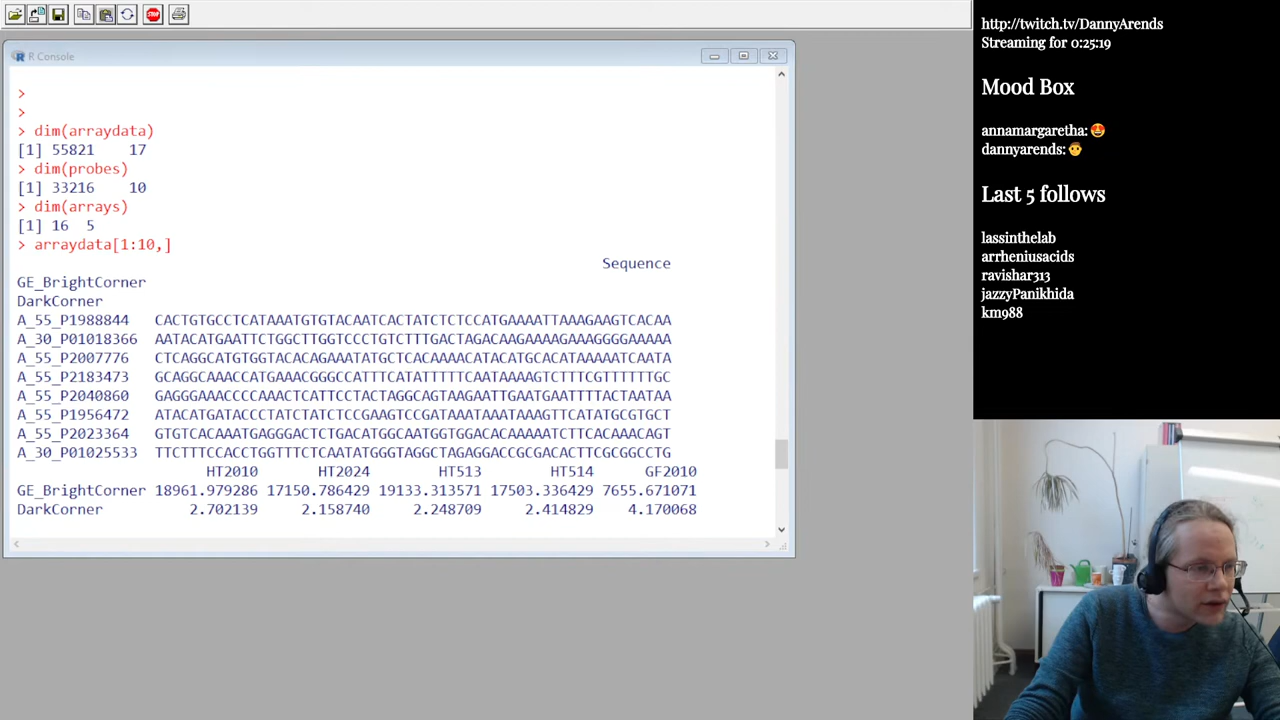 R Console
>
>
> dim(arraydata)
[1] 55821    17
> dim(probes)
[1] 33216    10
> dim(arrays)
[1] 16  5
> arraydata[1:10,]
Sequence
GE_BrightCorner
DarkCorner
A_55_P1988844 CACTGTGCCTCATAAATGTGTACAATCACTATCTCTCCATGAAAATTAAAGAAGTCACAA
A_30_P01018366 AATACATGAATTCTGGCTTGGTCCCTGTCTTTGACTAGACAAGAAAAGAAAGGGGAAAAA
A_55_P2007776 CTCAGGCATGTGGTACACAGAAATATGCTCACAAAACATACATGCACATAAAAATCAATA
A_55_P2183473 GCAGGCAAACCATGAAACGGGCCATTTCATATTTTTCAATAAAAGTCTTTCGTTTTTTGC
A_55_P2040860 GAGGGAAACCCCAAACTCATTCCTACTAGGCAGTAAGAATTGAATGAATTTTACTAATAA
A_55_P1956472 ATACATGATACCCTATCTATCTCCGAAGTCCGATAAATAAATAAAGTTCATATGCGTGCT
A_55_P2023364 GTGTCACAAATGAGGGACTCTGACATGGCAATGGTGGACACAAAAATCTTCACAAACAGT
A_30_P01025533 TTCTTTCCACCTGGTTTCTCAATATGGGTAGGCTAGAGGACCGCGACACTTCGCGGCCTG
HT2010 HT2024 HT513 HT514 GF2010
GE_BrightCorner 18961.979286 17150.786429 19133.313571 17503.336429 7655.671071
DarkCorner 2.702139 2.158740 2.248709 2.414829 4.170068
http://twitch.tv/DannyArends
Streaming for 0:25:19
Mood Box
annamargaretha: 😍
dannyarends: 👨
Last 5 follows
lassinthelab
arrheniusacids
ravishar313
jazzyPanikhida
km988